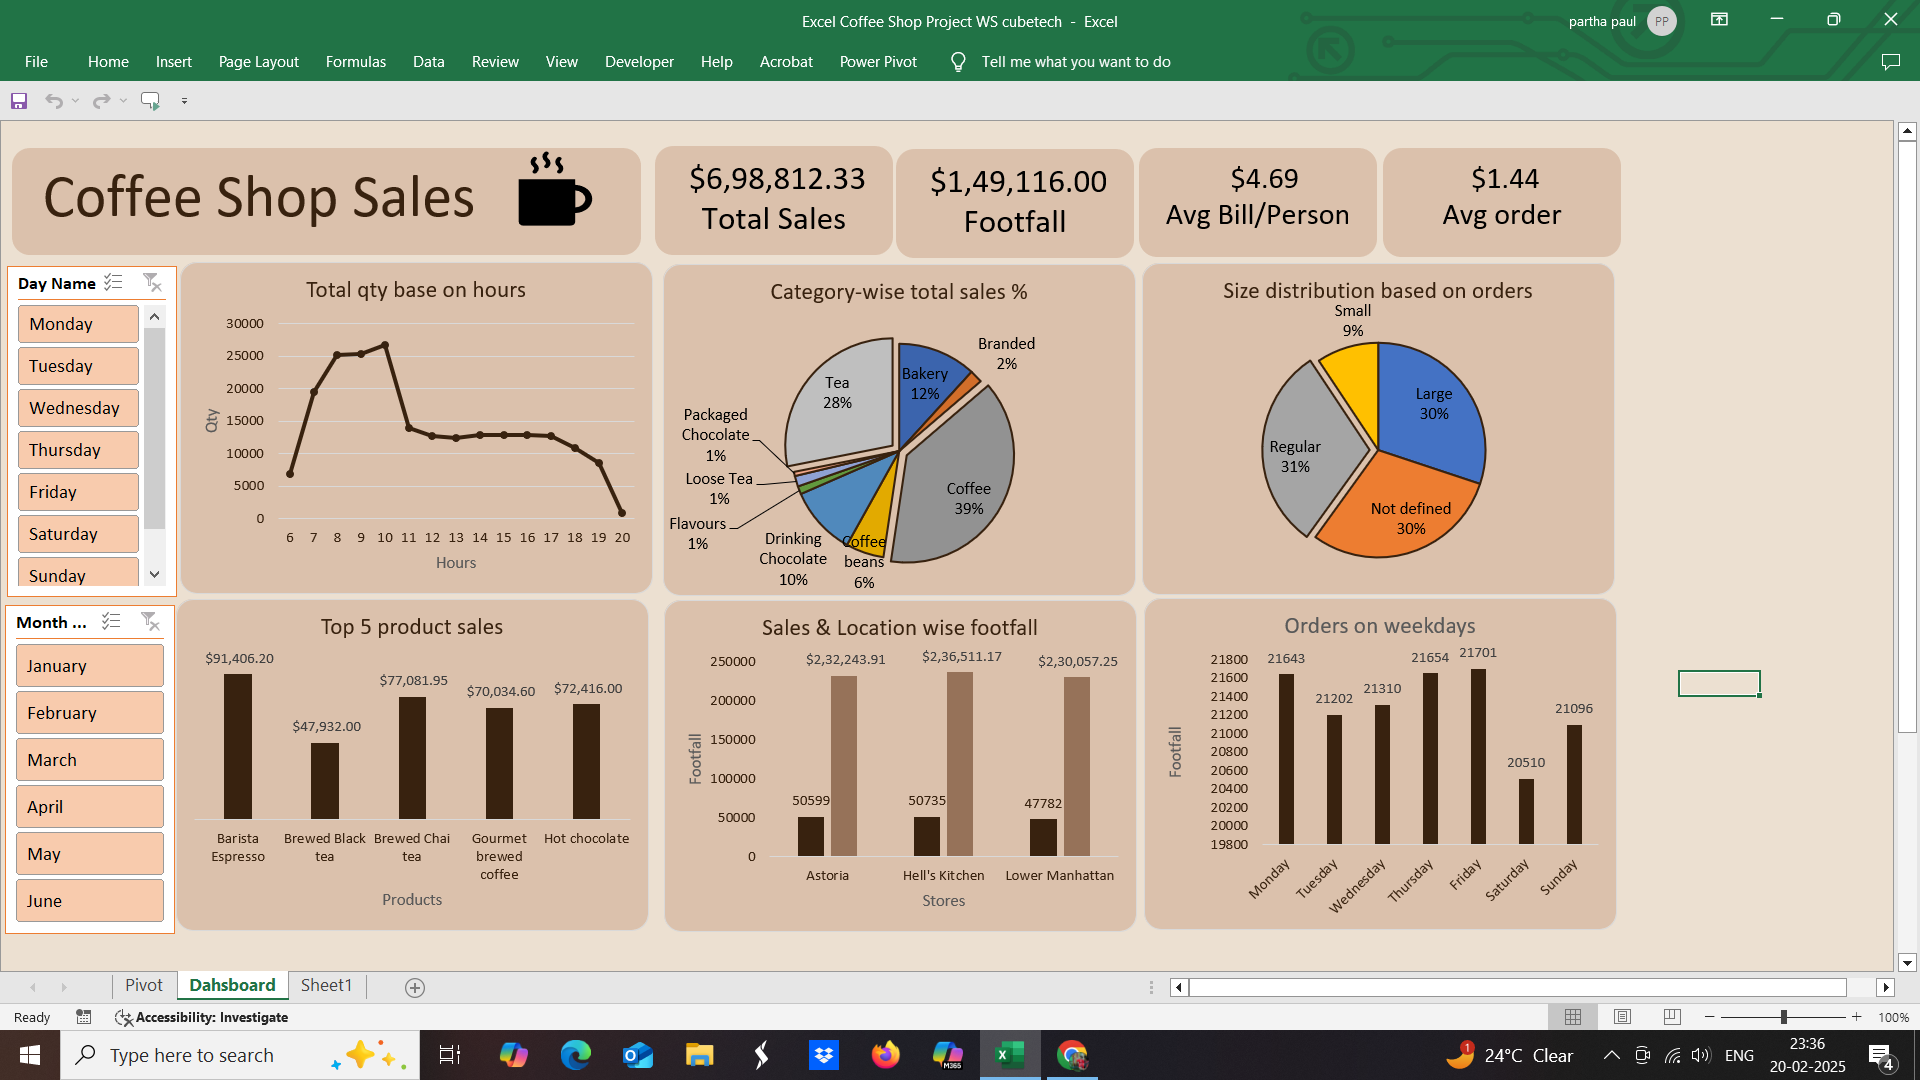 Excel Coffee Shop Project WS cubetech - Excel
partha paul
PP
File Home Insert Page Layout Formulas Data Review View Developer Help Acrobat Power Pivot Tell me what you want to do
Coffee Shop Sales
$6,98,812.33
Total Sales
$1,49,116.00
Footfall
$4.69
Avg Bill/Person
$1.44
Avg order
Day Name
Monday
Tuesday
Wednesday
Thursday
Friday
Saturday
Sunday
Total qty base on hours
30000
25000
20000
15000
10000
5000
0
Qty
6 7 8 9 10 11 12 13 14 15 16 17 18 19 20
Hours
Category-wise total sales %
Branded
2%
Bakery
12%
Tea
28%
Packaged
Chocolate
1%
Loose Tea
1%
Flavours
1%
Drinking
Chocolate
10%
Coffee
beans
6%
Coffee
39%
Size distribution based on orders
Small
9%
Large
30%
Regular
31%
Not defined
30%
Month ...
January
February
March
April
May
June
Top 5 product sales
$91,406.20
$47,932.00
$77,081.95
$70,034.60
$72,416.00
Barista
Espresso
Brewed Black
tea
Brewed Chai
tea
Gourmet
brewed
coffee
Hot chocolate
Products
Sales & Location wise footfall
250000
200000
150000
100000
50000
0
Footfall
$2,32,243.91
$2,36,511.17
$2,30,057.25
50599
50735
47782
Astoria
Hell's Kitchen
Lower Manhattan
Stores
Orders on weekdays
21800
21600
21400
21200
21000
20800
20600
20400
20200
20000
19800
Footfall
21643
21202
21310
21654
21701
20510
21096
Monday
Tuesday
Wednesday
Thursday
Friday
Saturday
Sunday
Pivot Dahsboard Sheet1
Ready
Accessibility: Investigate
100%
Type here to search
M365
1
24°C Clear
ENG
23:36
20-02-2025
4